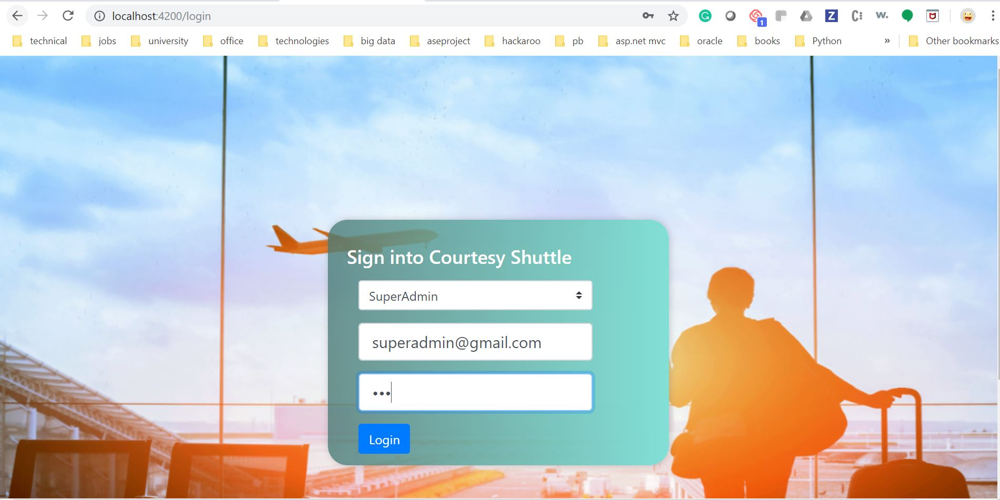 localhost:4200/login
1
Z
C
w.
technical jobs university office technologies big data aseproject hackaroo pb asp.net mvc oracle books Python » Other bookmarks
Sign into Courtesy Shuttle
SuperAdmin
superadmin@gmail.com
•••
Login